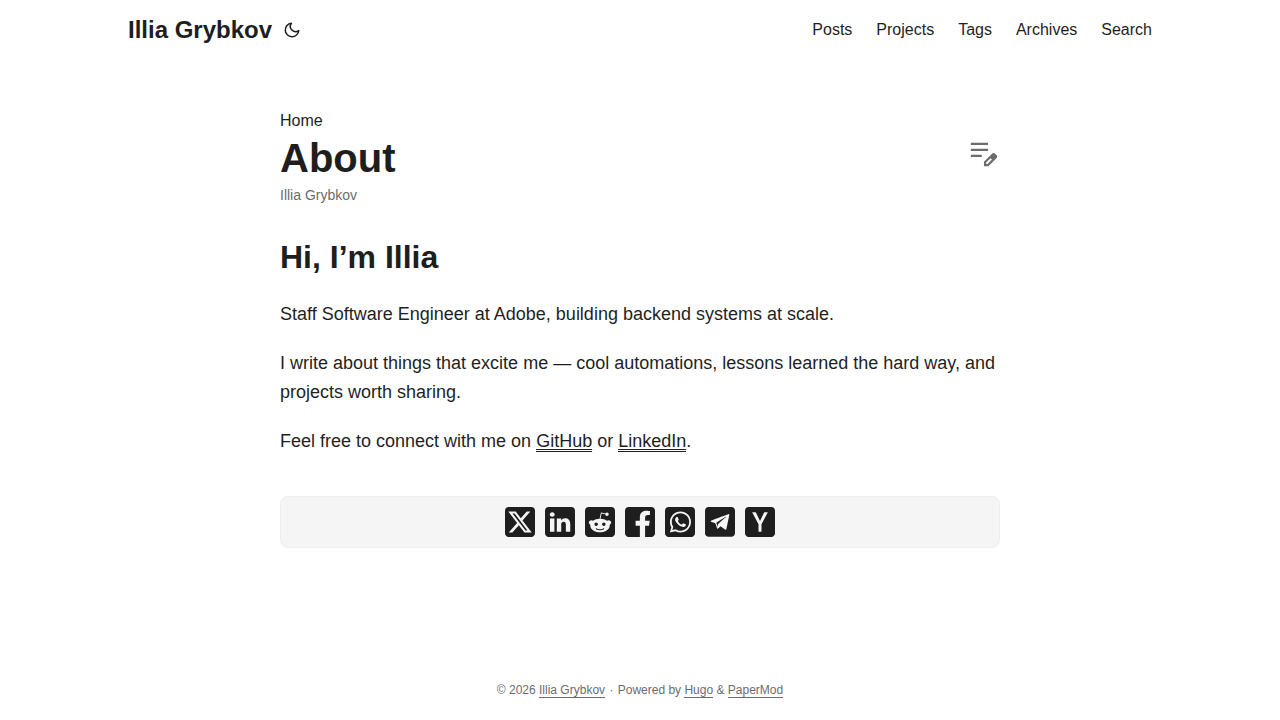 Illia Grybkov
Posts Projects Tags Archives Search
Home
About
Illia Grybkov
Hi, I’m Illia
Staff Software Engineer at Adobe, building backend systems at scale.
I write about things that excite me — cool automations, lessons learned the hard way, and
projects worth sharing.
Feel free to connect with me on GitHub or LinkedIn.
© 2026 Illia Grybkov · Powered by Hugo & PaperMod